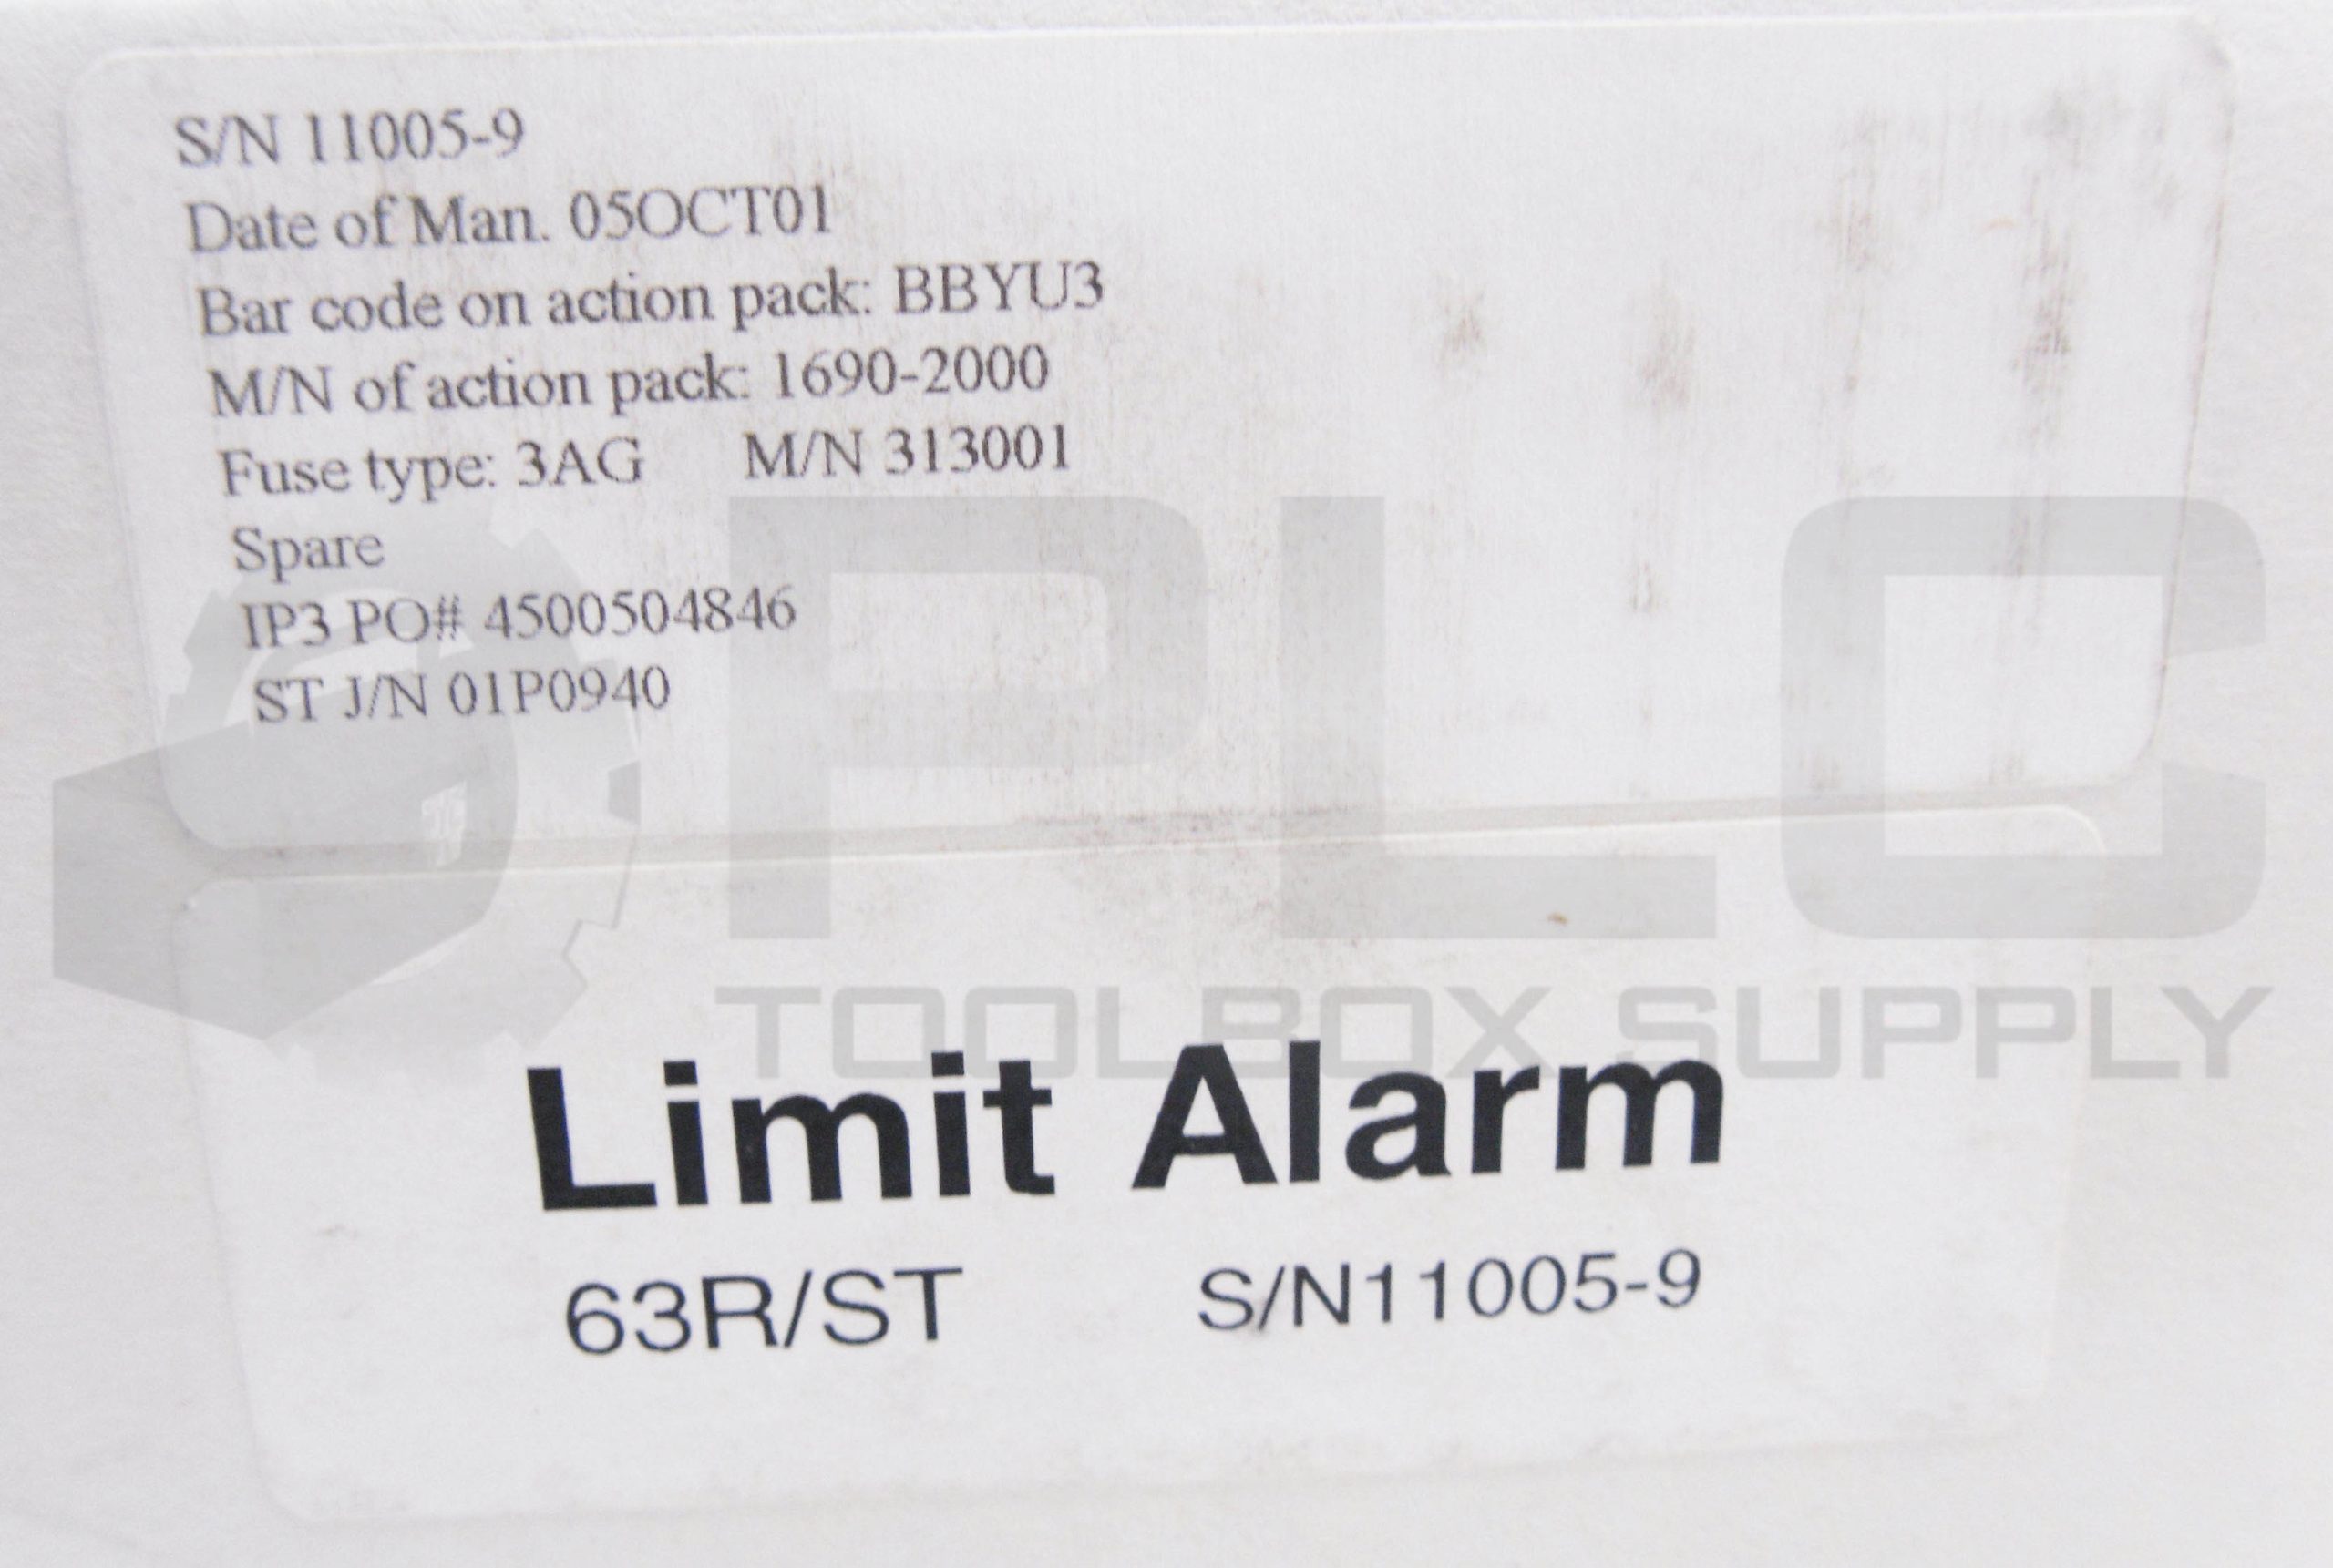 S/N 11005-9
Date of Man. 05OCT01
Bar code on action pack: BBYU3
M/N of action pack: 1690-2000
Fuse type: 3AG M/N 313001
Spare
IP3 PO# 4500504846
ST J/N 01P0940
PLC
TOOLBOX SUPPLY
Limit Alarm
63R/ST S/N11005-9